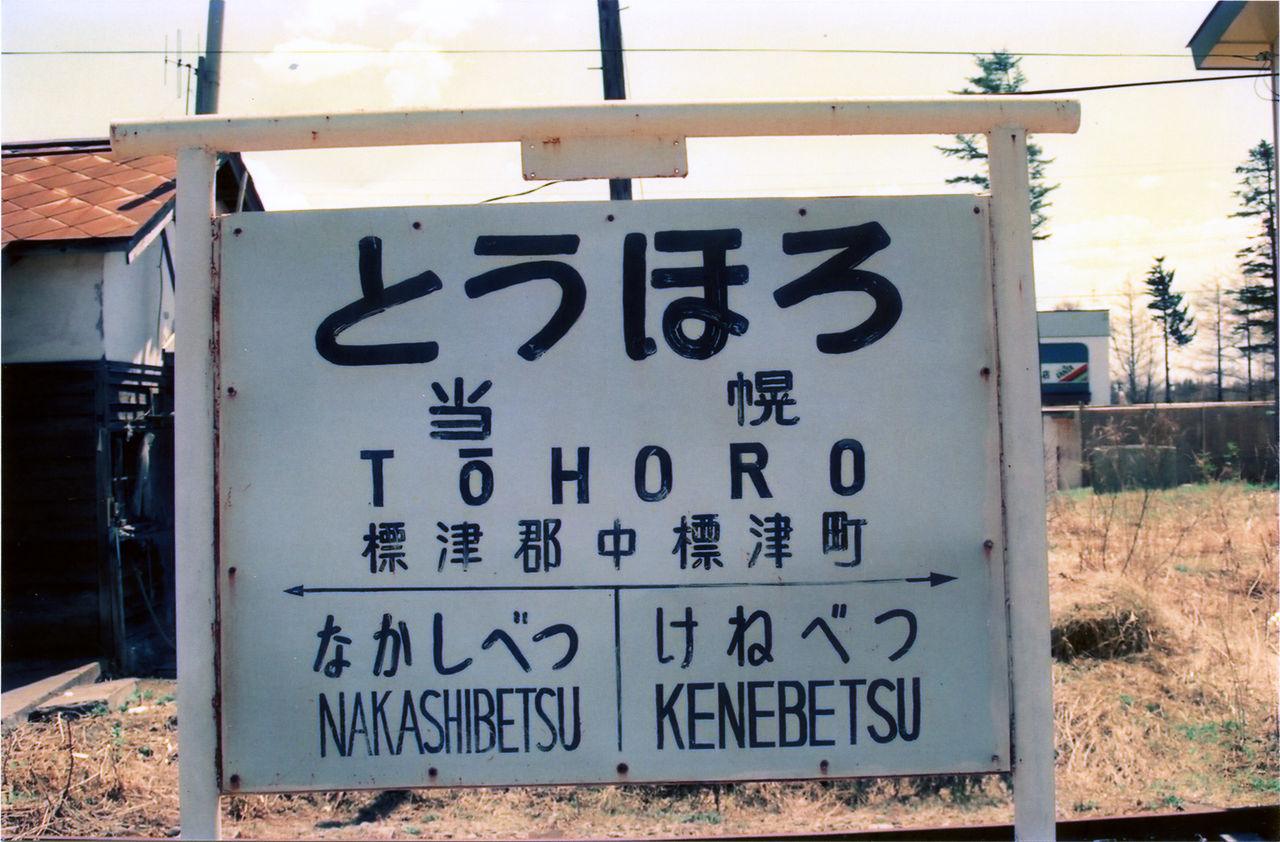 とうほろ
当 幌
TŌHORO
標津郡中標津町
なかしべつ けねべつ
NAKASHIBETSU KENEBETSU